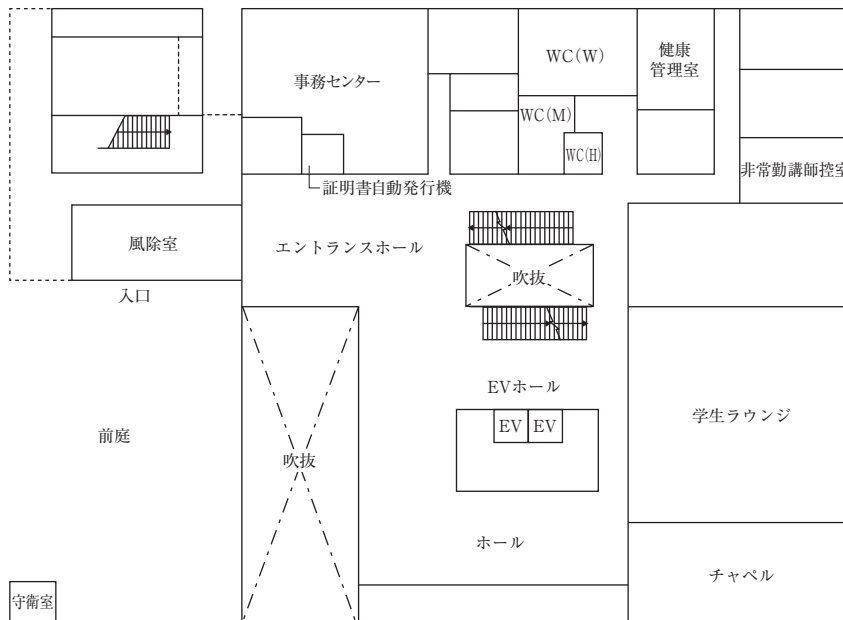 WC(W)
健康
管理室
事務センター
WC(M)
WC(H)
非常勤講師控室
証明書自動発行機
風除室
エントランスホール
吹抜
入口
EVホール
学生ラウンジ
EV
EV
前庭
吹抜
ホール
チャペル
守衛室